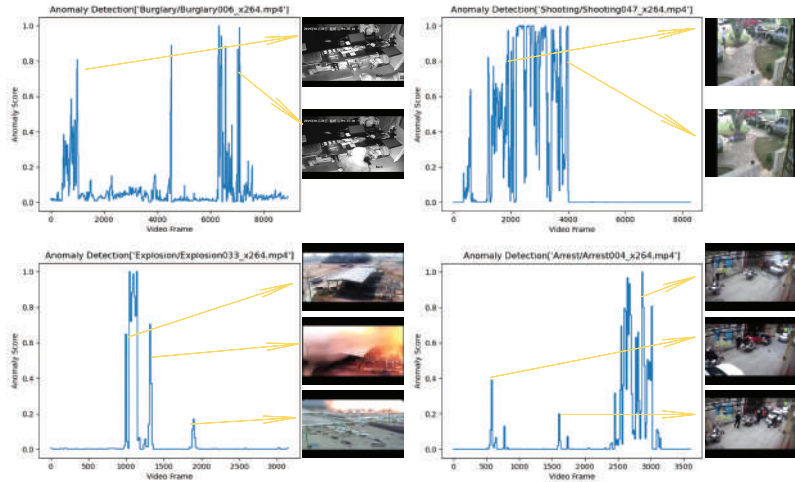 Anomaly Detection['Burglary/Burglary006_x264.mp4']
1.0
0.8
0.6
0.4
0.2
0.0
Anomaly Score
0 2000 4000 6000 8000
Video Frame
Anomaly Detection['Shooting/Shooting047_x264.mp4']
1.0
0.8
0.6
0.4
0.2
0.0
Anomaly Score
0 1000 2000 3000 4000 5000 6000 7000 8000
Video Frame
Anomaly Detection['Explosion/Explosion033_x264.mp4']
1.0
0.8
0.6
0.4
0.2
0.0
Anomaly Score
0 500 1000 1500 2000 2500 3000
Video Frame
Anomaly Detection['Arrest/Arrest004_x264.mp4']
1.0
0.8
0.6
0.4
0.2
0.0
Anomaly Score
0 500 1000 1500 2000 2500 3000 3500
Video Frame